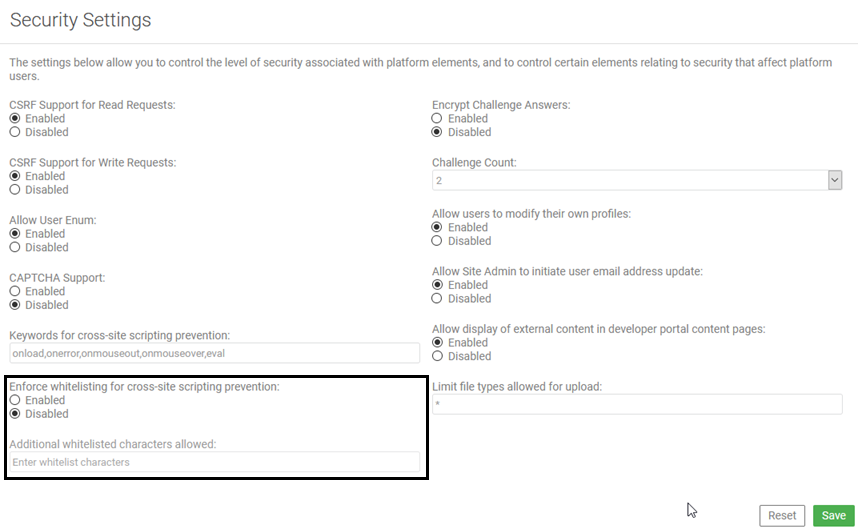 Security Settings
The settings below allow you to control the level of security associated with platform elements, and to control certain elements relating to security that affect platform
users.
CSRF Support for Read Requests:
Enabled
Disabled
CSRF Support for Write Requests:
Enabled
Disabled
Allow User Enum:
Enabled
Disabled
CAPTCHA Support:
Enabled
Disabled
Keywords for cross-site scripting prevention:
onload,onerror,onmouseout,onmouseover,eval
Enforce whitelisting for cross-site scripting prevention:
Enabled
Disabled
Additional whitelisted characters allowed:
Enter whitelist characters
Encrypt Challenge Answers:
Enabled
Disabled
Challenge Count:
2
Allow users to modify their own profiles:
Enabled
Disabled
Allow Site Admin to initiate user email address update:
Enabled
Disabled
Allow display of external content in developer portal content pages:
Enabled
Disabled
Limit file types allowed for upload:
*
Reset
Save